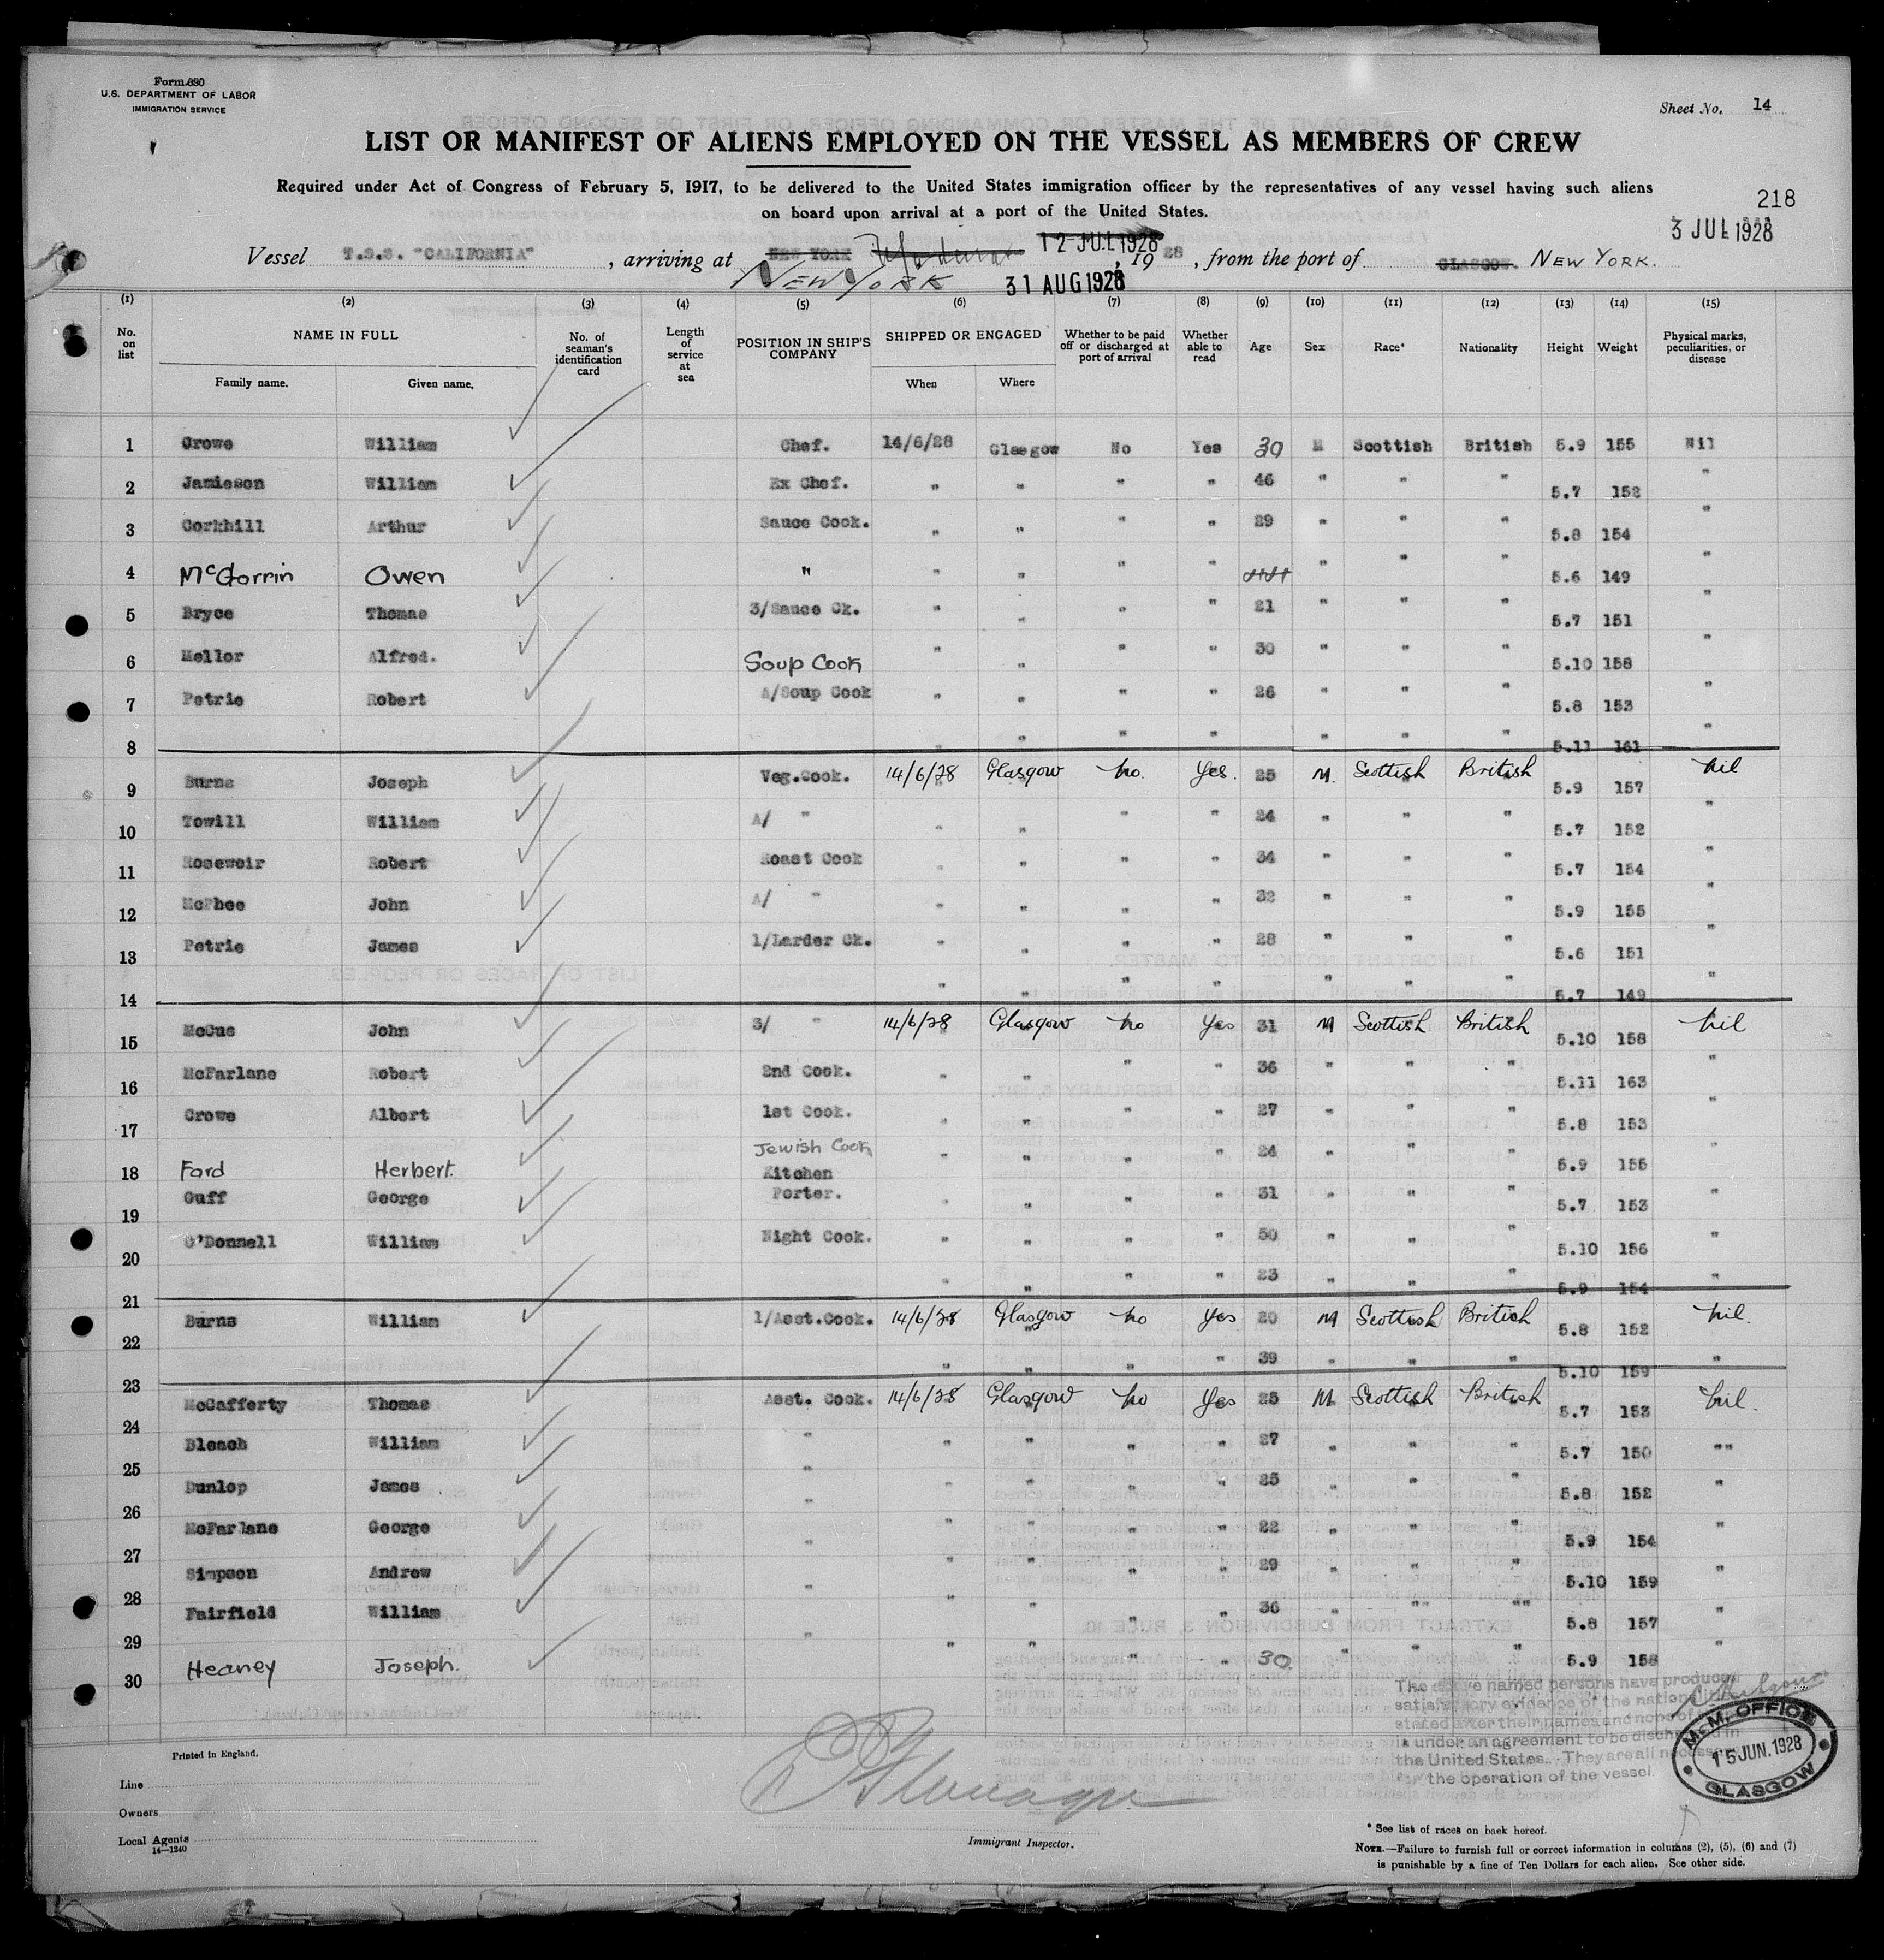 Form 680
U.S. DEPARTMENT OF LABOR
IMMIGRATION SERVICE
Sheet No. 14
LIST OR MANIFEST OF ALIENS EMPLOYED ON THE VESSEL AS MEMBERS OF CREW
Required under Act of Congress of February 5, 1917, to be delivered to the United States immigration officer by the representatives of any vessel having such aliens
on board upon arrival at a port of the United States.
218
3 JUL 1928
12 JUL 1928
Vessel T.S.S. "CALIFORNIA", arriving at NEW YORK, 1928, from the port of GLASGOW. NEW YORK.
NEW YORK 31 AUG 1928
(1) (2) (3) (4) (5) (6) (7) (8) (9) (10) (11) (12) (13) (14) (15)
No. on list NAME IN FULL No. of seaman's identification card Length of service at sea POSITION IN SHIP'S COMPANY SHIPPED OR ENGAGED Whether to be paid off or discharged at port of arrival Whether able to read Age Sex Race* Nationality Height Weight Physical marks, peculiarities, or disease
Family name. Given name. When Where
1 Crowe William Chef. 14/6/28 Glasgow No Yes 30 M Scottish British 5.9 155 Nil
2 Jamieson William Ex Chef. " " " " 46 " " " 5.7 152 "
3 Corkhill Arthur Sauce Cook. " " " " 29 " " " 5.8 154 "
4 McGorrin Owen " " " " " " " " 5.6 149 "
5 Bryce Thomas 3/Sauce Ck. " " " " 21 " " " 5.7 151 "
6 Mellor Alfred. Soup Cook " " " " 30 " " " 5.10 158 "
7 Petrie Robert A/Soup Cook " " " " 26 " " " 5.8 153 "
8 " " " " " " " 5.11 161 "
9 Burns Joseph Veg.Cook. 14/6/28 Glasgow No. Yes. 25 M. Scottish British 5.9 157 Nil
10 Towill William A/ " " " " " 24 " " " 5.7 152 "
11 Roseweir Robert Roast Cook " " " " 34 " " " 5.7 154 "
12 McPhee John A/ " " " " " 32 " " " 5.9 155 "
13 Petrie James 1/Larder Ck. " " " " 28 " " " 5.6 151 "
14 " " " " " " " 5.7 149 "
15 McCue John 3/ " 14/6/28 Glasgow No Yes 31 M Scottish British 5.10 158 Nil
16 McFarlane Robert 2nd Cook. " " " " 36 " " " 5.11 163 "
17 Crowe Albert 1st Cook. " " " " 27 " " " 5.8 153 "
18 Ford Herbert. Jewish Cook " " " " 24 " " " 5.9 155 "
19 Guff George Kitchen Porter. " " " " 31 " " " 5.7 153 "
20 O'Donnell William Night Cook. " " " " 50 " " " 5.10 156 "
21 " " " " 23 " " " 5.9 154 "
22 Burns William 1/Asst.Cook. 14/6/28 Glasgow No Yes 20 M Scottish British 5.8 152 Nil.
23 " " " " 39 " " " 5.10 159 "
24 McCafferty Thomas Asst. Cook. 14/6/28 Glasgow No Yes 25 M Scottish British 5.7 153 Nil.
25 Bleach William " " " " " 27 " " " 5.7 150 ""
26 Dunlop James " " " " " 25 " " " 5.8 152 "
27 McFarlane George " " " " " 22 " " " 5.9 154 "
28 Simpson Andrew " " " " " 29 " " " 5.10 159 "
29 Fairfield William " " " " " 36 " "" "" 5.8 157 "
30 Heaney Joseph. " " " " " 30. " " " 5.9 156 "
The above named persons have produced
satisfactory evidence of the nationality
stated after their names and none of
under an agreement to be discharged in
the United States. They are all necessary
for the operation of the vessel.
M.M. OFFICE
15 JUN. 1928
GLASGOW
Printed in England.
Line
Owners
Local Agents
14—1240
Immigrant Inspector.
* See list of races on back hereof.
NOTE.—Failure to furnish full or correct information in columns (2), (5), (6) and (7)
is punishable by a fine of Ten Dollars for each alien. See other side.